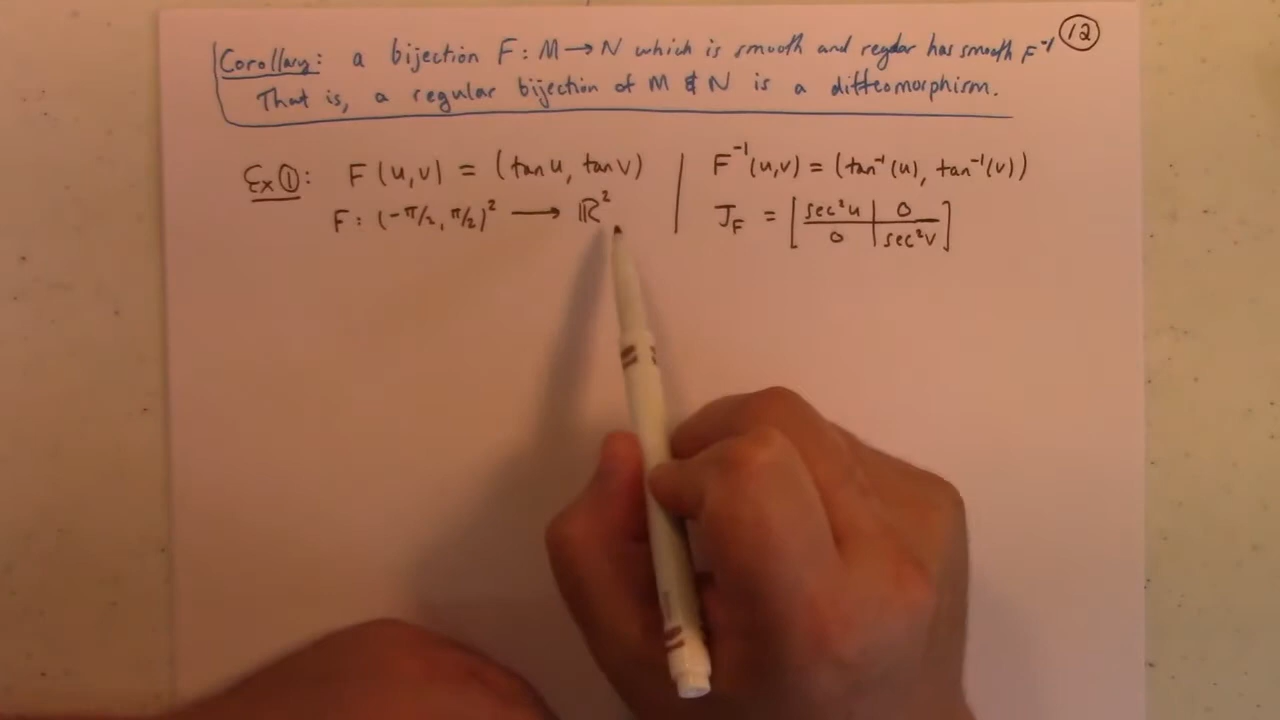 Corollary: a bijection F: M → N which is smooth and regular has smooth F⁻¹ 12
That is, a regular bijection of M & N is a diffeomorphism.
Ex ①: F(u,v) = (tan u, tan v) | F⁻¹(u,v) = (tan⁻¹(u), tan⁻¹(v))
F: (-π/2, π/2)² → ℝ² | J_F = [sec²u | 0
0 | sec²v]